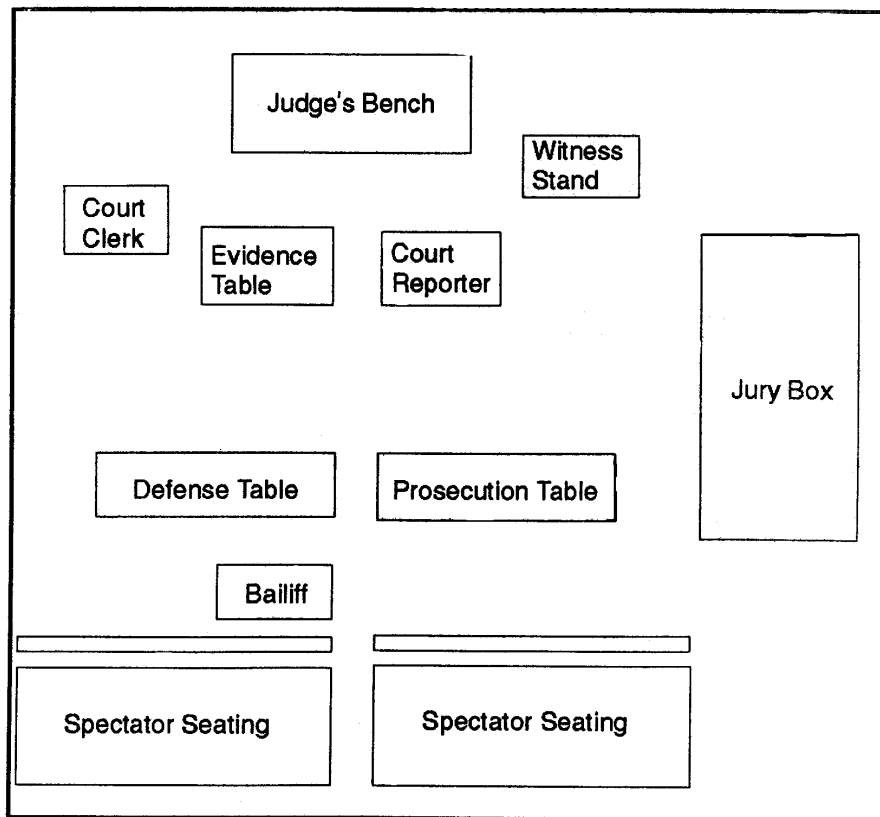 Judge's Bench
Witness
Stand
Court
Clerk
Evidence
Table
Court
Reporter
Jury Box
Defense Table
Prosecution Table
Bailiff
Spectator Seating
Spectator Seating